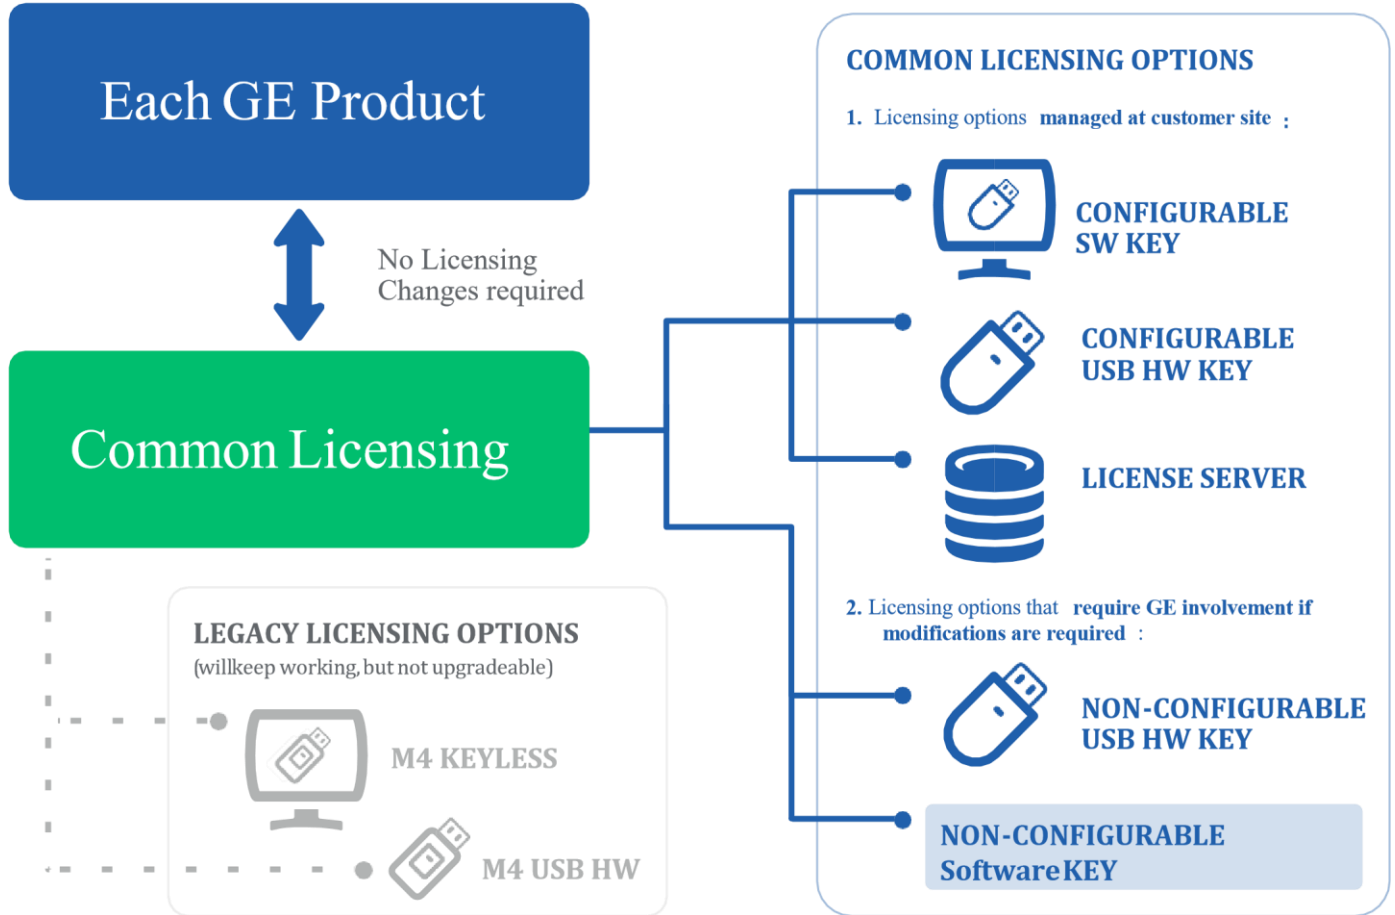 Each GE Product
No Licensing
Changes required
Common Licensing
LEGACY LICENSING OPTIONS
(willkeep working, but not upgradeable)
M4 KEYLESS
M4 USB HW
COMMON LICENSING OPTIONS
1. Licensing options managed at customer site :
CONFIGURABLE
SW KEY
CONFIGURABLE
USB HW KEY
LICENSE SERVER
2. Licensing options that require GE involvement if
modifications are required :
NON-CONFIGURABLE
USB HW KEY
NON-CONFIGURABLE
Software KEY